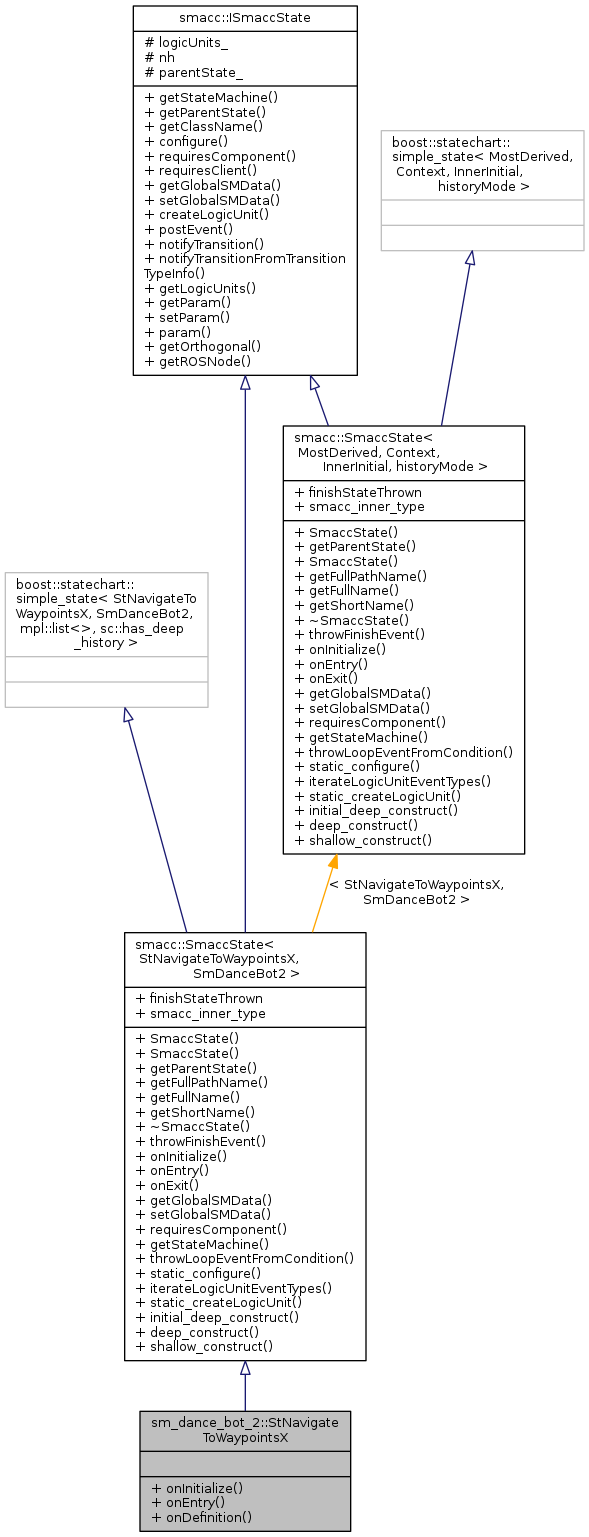 smacc::ISmaccState
# logicUnits_
# nh
# parentState_
+ getStateMachine()
+ getParentState()
+ getClassName()
+ configure()
+ requiresComponent()
+ requiresClient()
+ getGlobalSMData()
+ setGlobalSMData()
+ createLogicUnit()
+ postEvent()
+ notifyTransition()
+ notifyTransitionFromTransition
TypeInfo()
+ getLogicUnits()
+ getParam()
+ setParam()
+ param()
+ getOrthogonal()
+ getROSNode()
boost::statechart::
simple_state< MostDerived,
Context, InnerInitial,
historyMode >
smacc::SmaccState<
MostDerived, Context,
InnerInitial, historyMode >
+ finishStateThrown
+ smacc_inner_type
+ SmaccState()
+ getParentState()
+ SmaccState()
+ getFullPathName()
+ getFullName()
+ getShortName()
+ ~SmaccState()
+ throwFinishEvent()
+ onInitialize()
+ onEntry()
+ onExit()
+ getGlobalSMData()
+ setGlobalSMData()
+ requiresComponent()
+ getStateMachine()
+ throwLoopEventFromCondition()
+ static_configure()
+ iterateLogicUnitEventTypes()
+ static_createLogicUnit()
+ initial_deep_construct()
+ deep_construct()
+ shallow_construct()
boost::statechart::
simple_state< StNavigateTo
WaypointsX, SmDanceBot2,
mpl::list<>, sc::has_deep
_history >
< StNavigateToWaypointsX,
SmDanceBot2 >
smacc::SmaccState<
StNavigateToWaypointsX,
SmDanceBot2 >
+ finishStateThrown
+ smacc_inner_type
+ SmaccState()
+ SmaccState()
+ getParentState()
+ getFullPathName()
+ getFullName()
+ getShortName()
+ ~SmaccState()
+ throwFinishEvent()
+ onInitialize()
+ onEntry()
+ onExit()
+ getGlobalSMData()
+ setGlobalSMData()
+ requiresComponent()
+ getStateMachine()
+ throwLoopEventFromCondition()
+ static_configure()
+ iterateLogicUnitEventTypes()
+ static_createLogicUnit()
+ initial_deep_construct()
+ deep_construct()
+ shallow_construct()
sm_dance_bot_2::StNavigate
ToWaypointsX
+ onInitialize()
+ onEntry()
+ onDefinition()